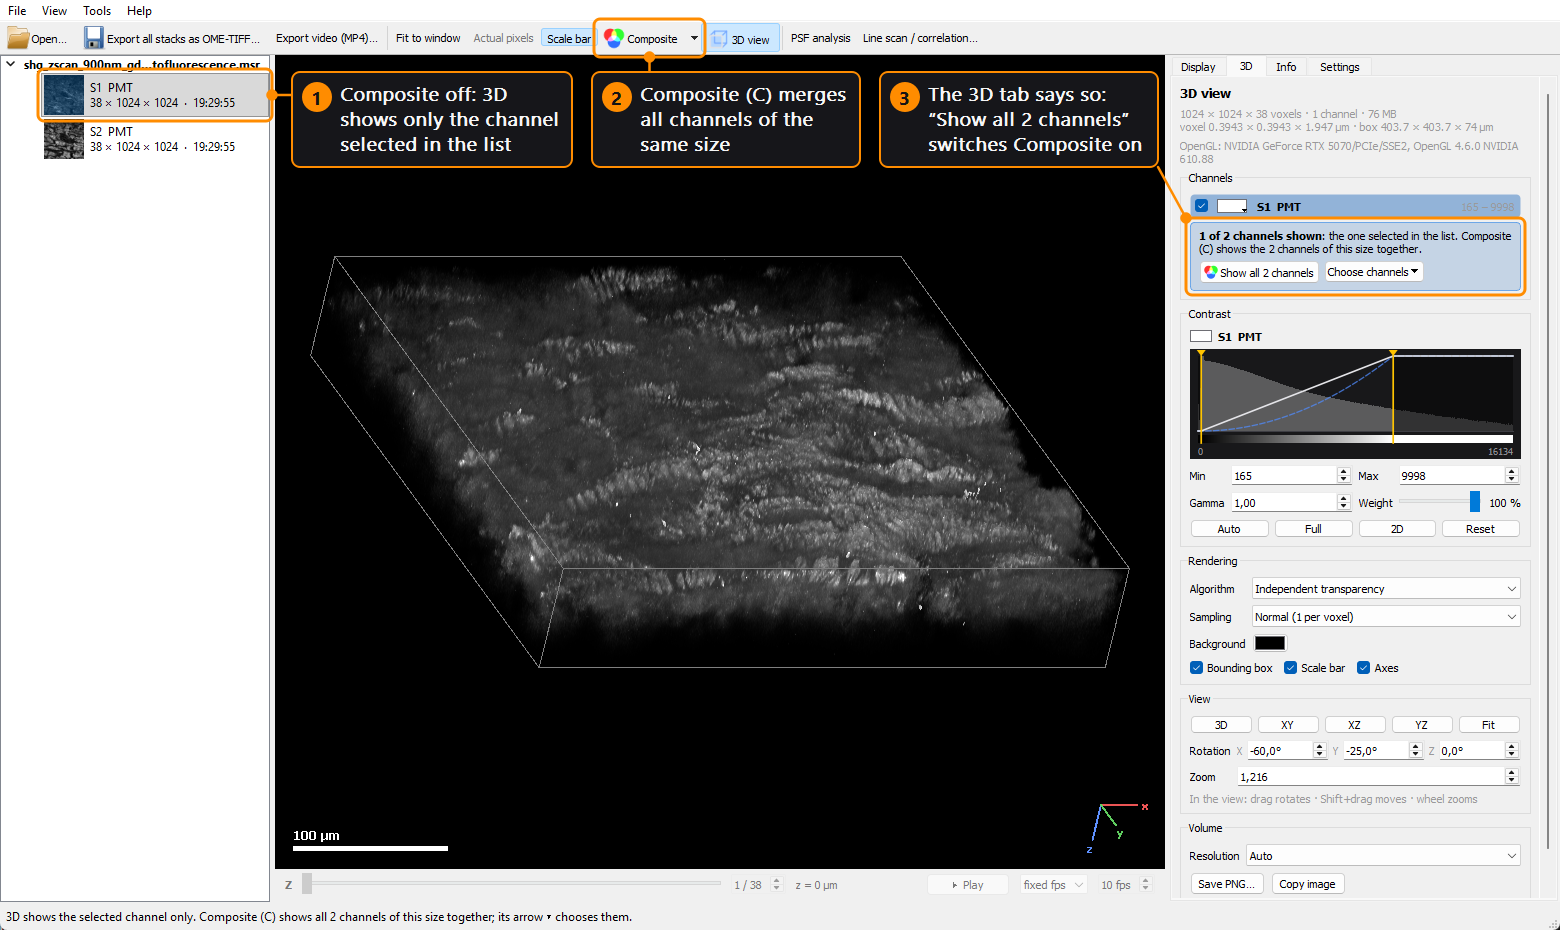 File View Tools Help
Open... Export all stacks as OME-TIFF... Export video (MP4)... Fit to window Actual pixels Scale bar Composite 3D view PSF analysis Line scan / correlation...
shg_zscan_900nm_gd...tofluorescence.msr
S1 PMT
38 × 1024 × 1024 · 19:29:55
S2 PMT
38 × 1024 × 1024 · 19:29:55
1 Composite off: 3D
shows only the channel
selected in the list
2 Composite (C) merges
all channels of the
same size
3 The 3D tab says so:
“Show all 2 channels”
switches Composite on
100 µm
x
y
z
Z 1 / 38 z = 0 µm Play fixed fps 10 fps
Display 3D Info Settings
3D view
1024 × 1024 × 38 voxels · 1 channel · 76 MB
voxel 0.3943 × 0.3943 × 1.947 µm · box 403.7 × 403.7 × 74 µm
OpenGL: NVIDIA GeForce RTX 5070/PCIe/SSE2, OpenGL 4.6.0 NVIDIA
610.88
Channels
S1 PMT 165 – 9998
1 of 2 channels shown: the one selected in the list. Composite
(C) shows the 2 channels of this size together.
Show all 2 channels Choose channels
Contrast
S1 PMT
0 16134
Min 165 Max 9998
Gamma 1,00 Weight 100 %
Auto Full 2D Reset
Rendering
Algorithm Independent transparency
Sampling Normal (1 per voxel)
Background
Bounding box Scale bar Axes
View
3D XY XZ YZ Fit
Rotation X -60,0° Y -25,0° Z 0,0°
Zoom 1,216
In the view: drag rotates · Shift+drag moves · wheel zooms
Volume
Resolution Auto
Save PNG... Copy image
3D shows the selected channel only. Composite (C) shows all 2 channels of this size together; its arrow ▾ chooses them.